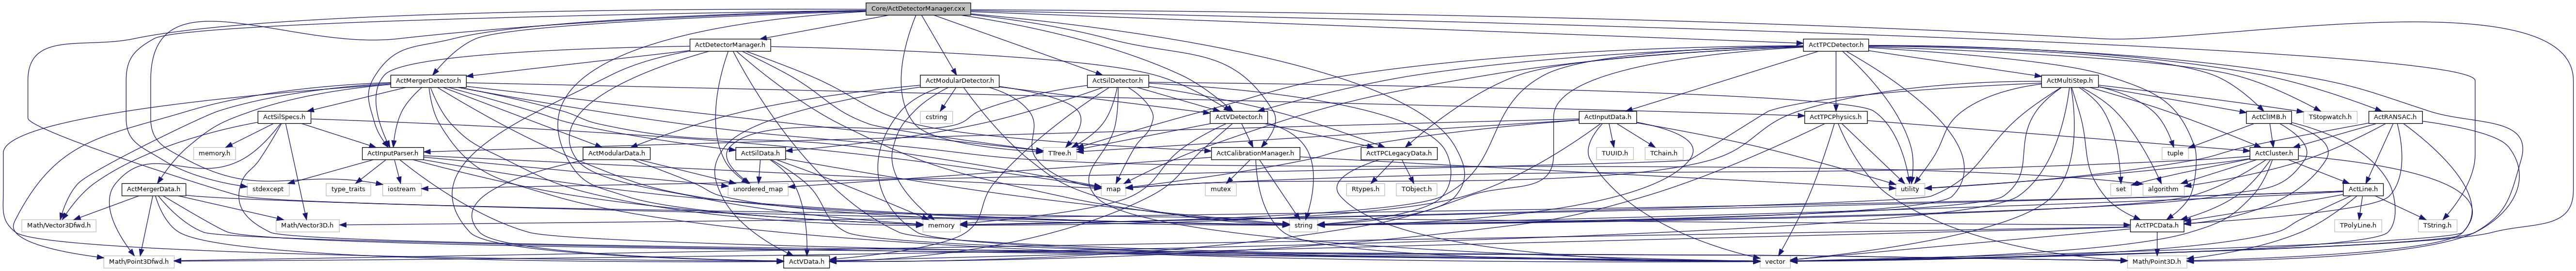 Core/ActDetectorManager.cxx
ActDetectorManager.h
ActTPCDetector.h
ActMergerDetector.h
ActModularDetector.h
ActSilDetector.h
ActMultiStep.h
ActSilSpecs.h
cstring
ActVDetector.h
ActInputData.h
ActTPCPhysics.h
ActClIMB.h
TStopwatch.h
ActRANSAC.h
memory.h
ActInputParser.h
ActModularData.h
ActSilData.h
TTree.h
ActCalibrationManager.h
ActTPCLegacyData.h
TUUID.h
TChain.h
tuple
ActCluster.h
ActMergerData.h
stdexcept
type_traits
iostream
unordered_map
map
mutex
Rtypes.h
TObject.h
utility
set
algorithm
ActLine.h
Math/Vector3Dfwd.h
Math/Vector3D.h
memory
string
ActTPCData.h
TPolyLine.h
TString.h
Math/Point3Dfwd.h
ActVData.h
vector
Math/Point3D.h